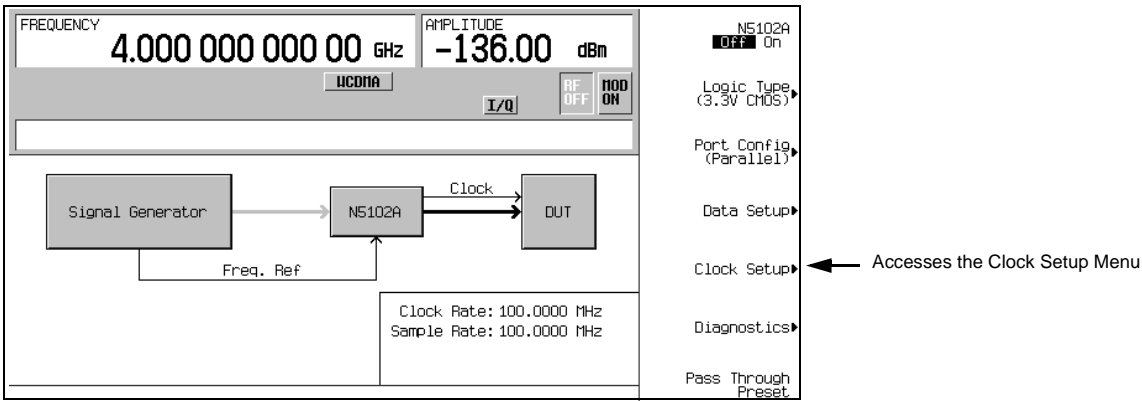 FREQUENCY
4.000 000 000 00 GHz
AMPLITUDE
-136.00 dBm
WCDMA
I/Q
RF OFF
MOD ON
Signal Generator
N5102A
Clock
DUT
Freq. Ref
Clock Rate: 100.0000 MHz
Sample Rate: 100.0000 MHz
N5102A
Off On
Logic Type
(3.3V CMOS)
Port Config
(Parallel)
Data Setup
Clock Setup
Diagnostics
Pass Through
Preset
Accesses the Clock Setup Menu